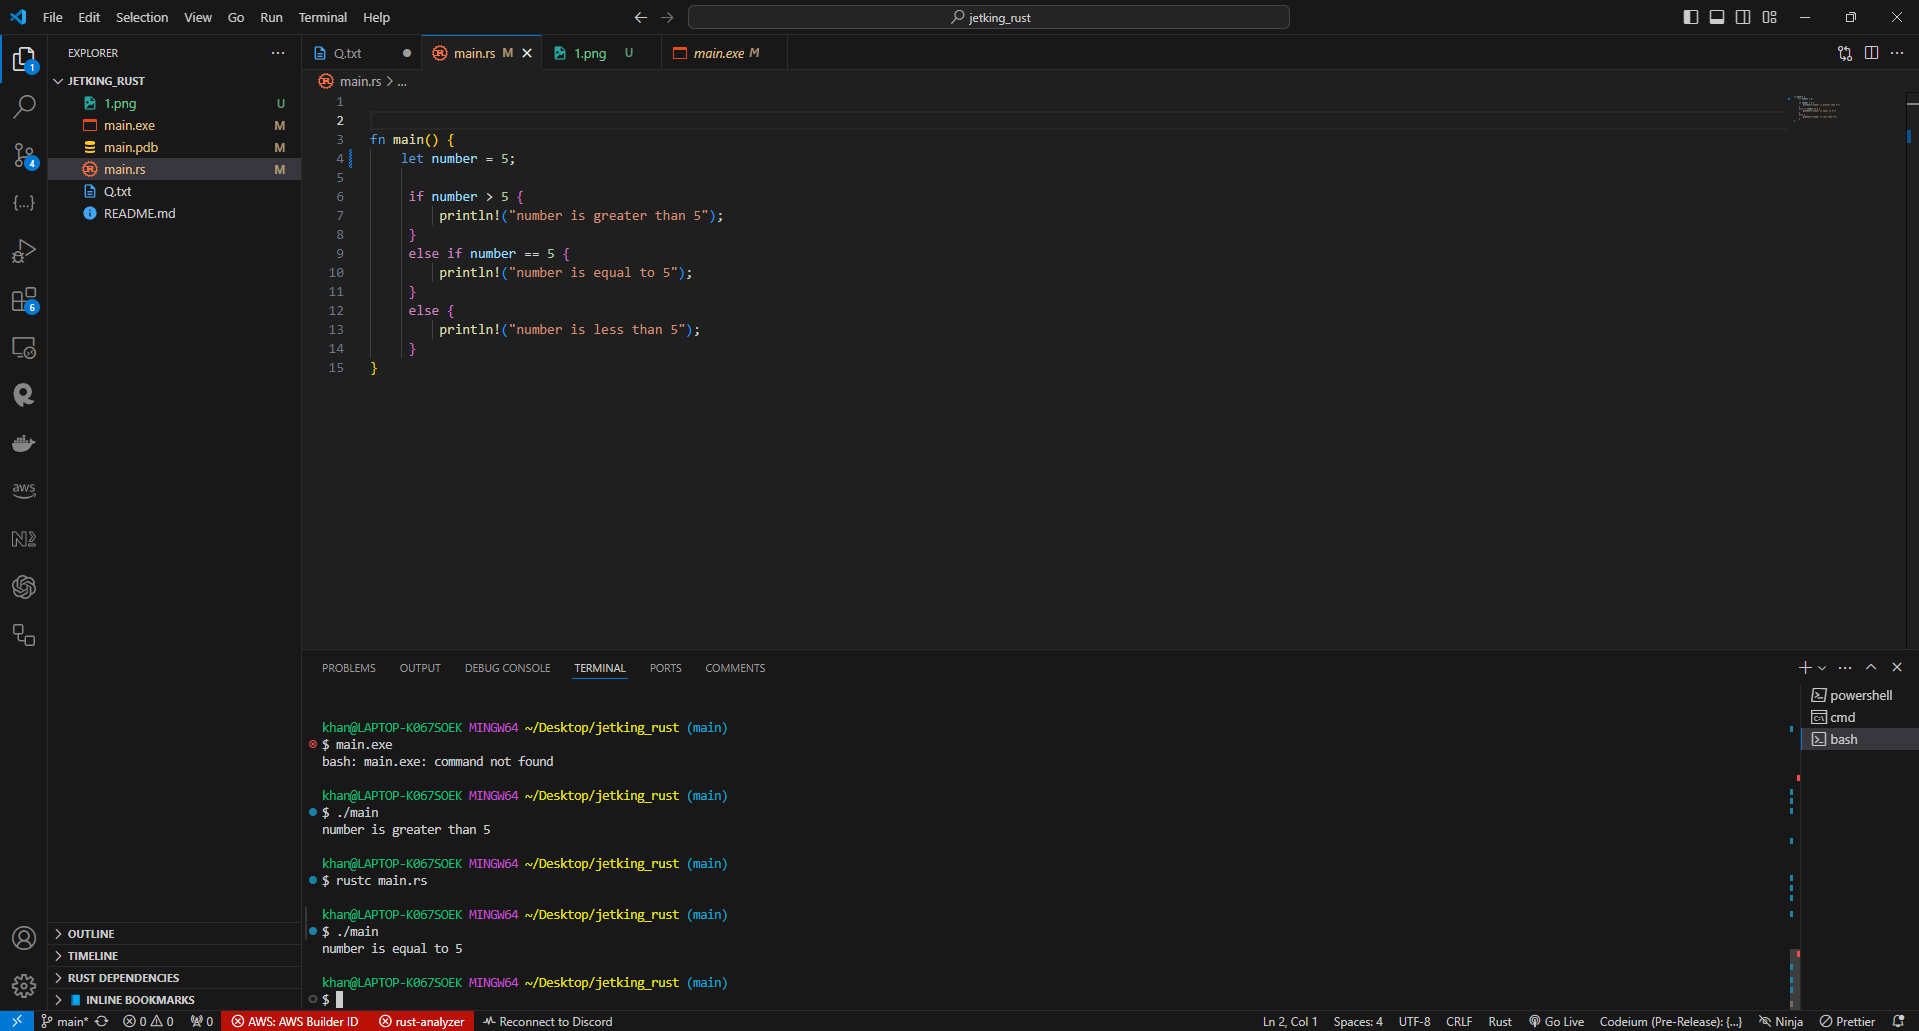 File Edit Selection View Go Run Terminal Help
jetking_rust
EXPLORER
JETKING_RUST
1.png U
main.exe M
main.pdb M
main.rs M
Q.txt
README.md
OUTLINE
TIMELINE
RUST DEPENDENCIES
INLINE BOOKMARKS
1
4
6
aws
Q.txt
main.rs M
1.png U
main.exe M
main.rs > ...
1
2
3 fn main() {
4 let number = 5;
5
6 if number > 5 {
7 println!("number is greater than 5");
8 }
9 else if number == 5 {
10 println!("number is equal to 5");
11 }
12 else {
13 println!("number is less than 5");
14 }
15 }
PROBLEMS OUTPUT DEBUG CONSOLE TERMINAL PORTS COMMENTS
khan@LAPTOP-K067SOEK MINGW64 ~/Desktop/jetking_rust (main)
$ main.exe
bash: main.exe: command not found
khan@LAPTOP-K067SOEK MINGW64 ~/Desktop/jetking_rust (main)
$ ./main
number is greater than 5
khan@LAPTOP-K067SOEK MINGW64 ~/Desktop/jetking_rust (main)
$ rustc main.rs
khan@LAPTOP-K067SOEK MINGW64 ~/Desktop/jetking_rust (main)
$ ./main
number is equal to 5
khan@LAPTOP-K067SOEK MINGW64 ~/Desktop/jetking_rust (main)
$
powershell
cmd
bash
main* 0 0 0 AWS: AWS Builder ID rust-analyzer Reconnect to Discord Ln 2, Col 1 Spaces: 4 UTF-8 CRLF Rust Go Live Codeium (Pre-Release): {...} Ninja Prettier